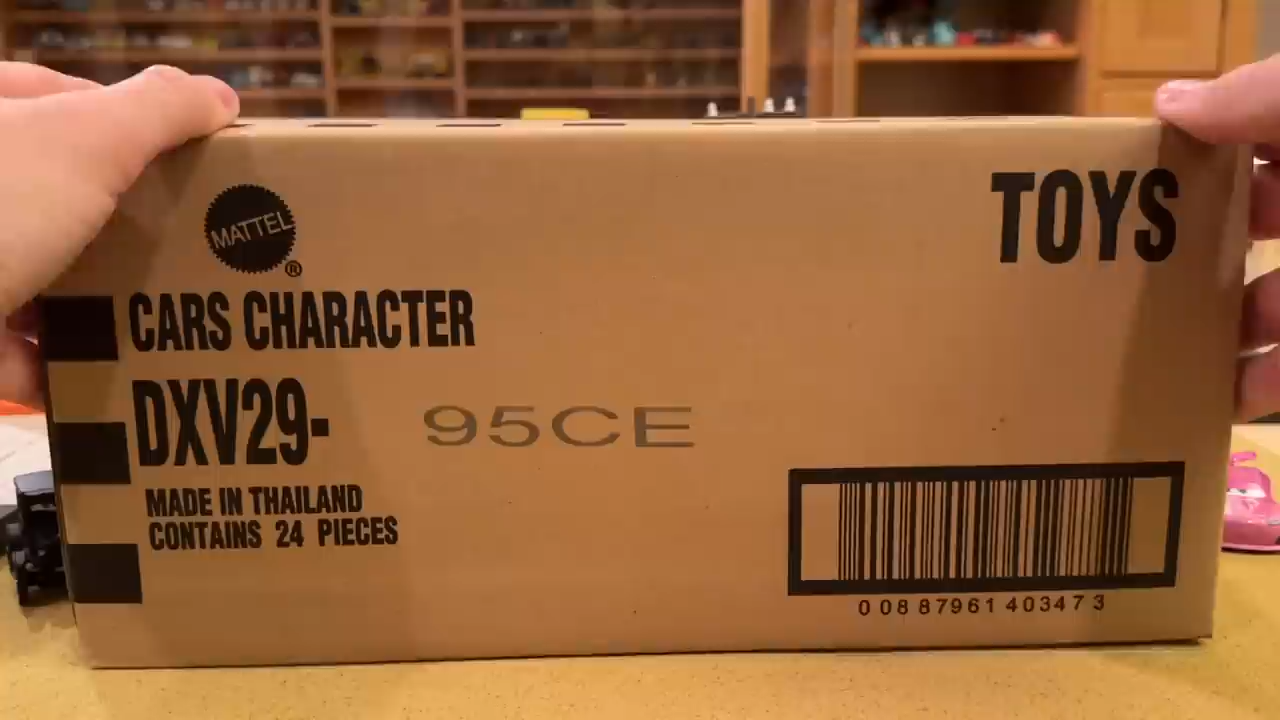 MATTEL
®
TOYS
CARS CHARACTER
DXV29- 95CE
MADE IN THAILAND
CONTAINS 24 PIECES
0 08 87961 40347 3